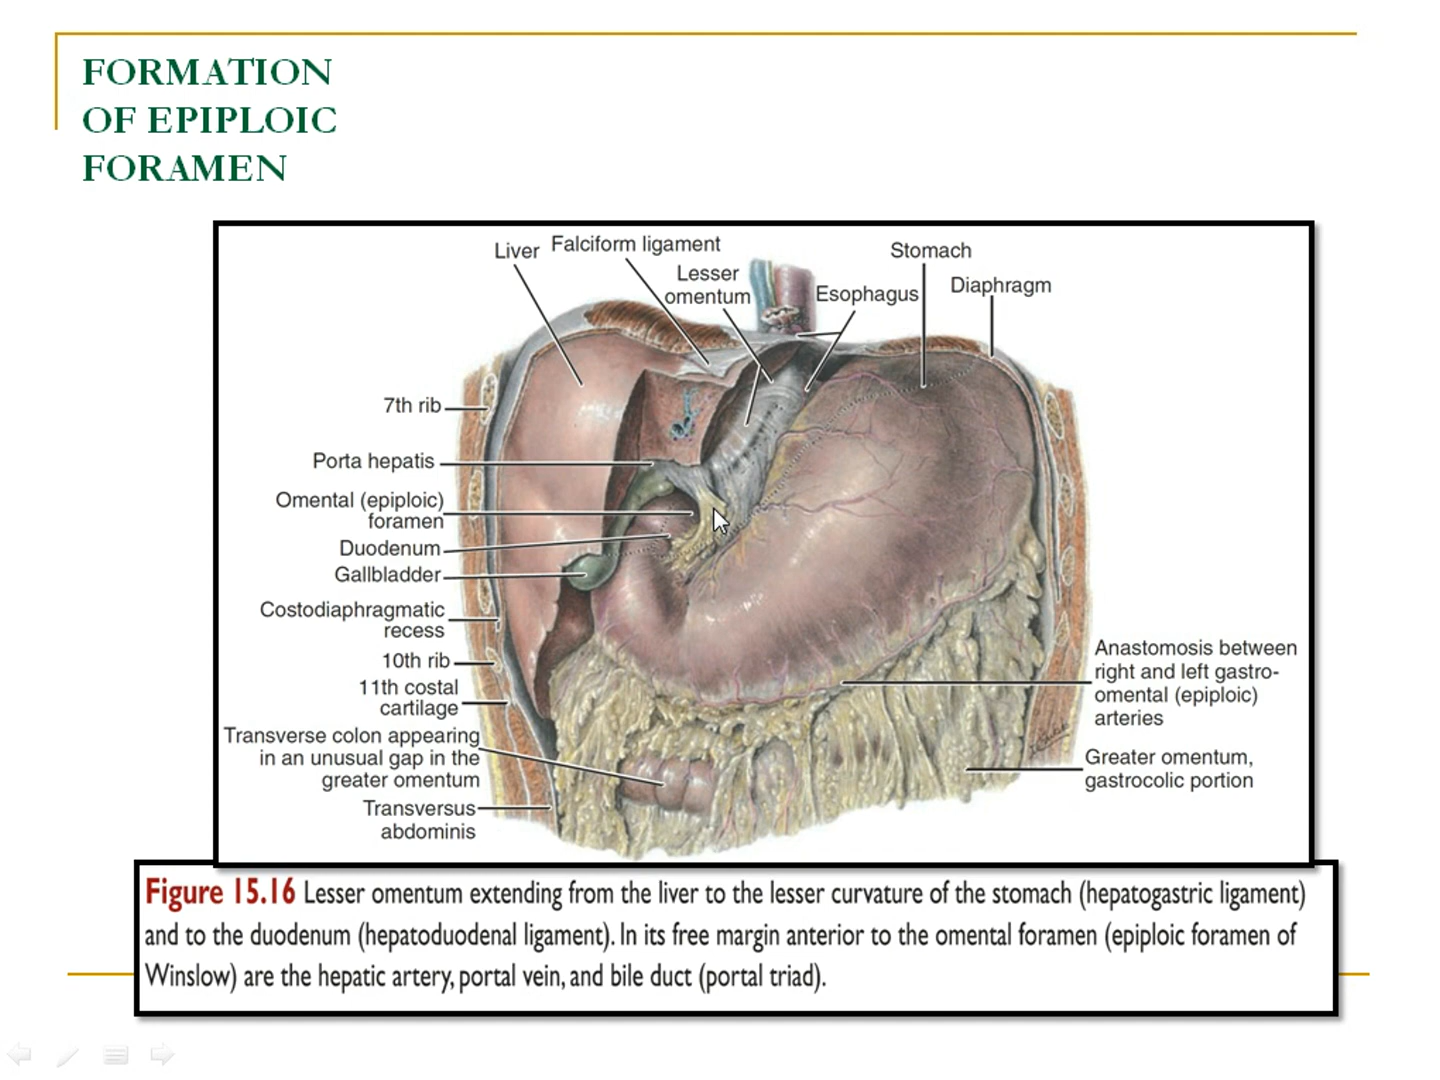 FORMATION
OF EPIPLOIC
FORAMEN
Liver
Falciform ligament
Lesser
omentum
Esophagus
Stomach
Diaphragm
7th rib
Porta hepatis
Omental (epiploic)
foramen
Duodenum
Gallbladder
Costodiaphragmatic
recess
10th rib
11th costal
cartilage
Transverse colon appearing
in an unusual gap in the
greater omentum
Transversus
abdominis
Anastomosis between
right and left gastro-
omental (epiploic)
arteries
Greater omentum,
gastrocolic portion
Figure 15.16 Lesser omentum extending from the liver to the lesser curvature of the stomach (hepatogastric ligament)
and to the duodenum (hepatoduodenal ligament). In its free margin anterior to the omental foramen (epiploic foramen of
Winslow) are the hepatic artery, portal vein, and bile duct (portal triad).